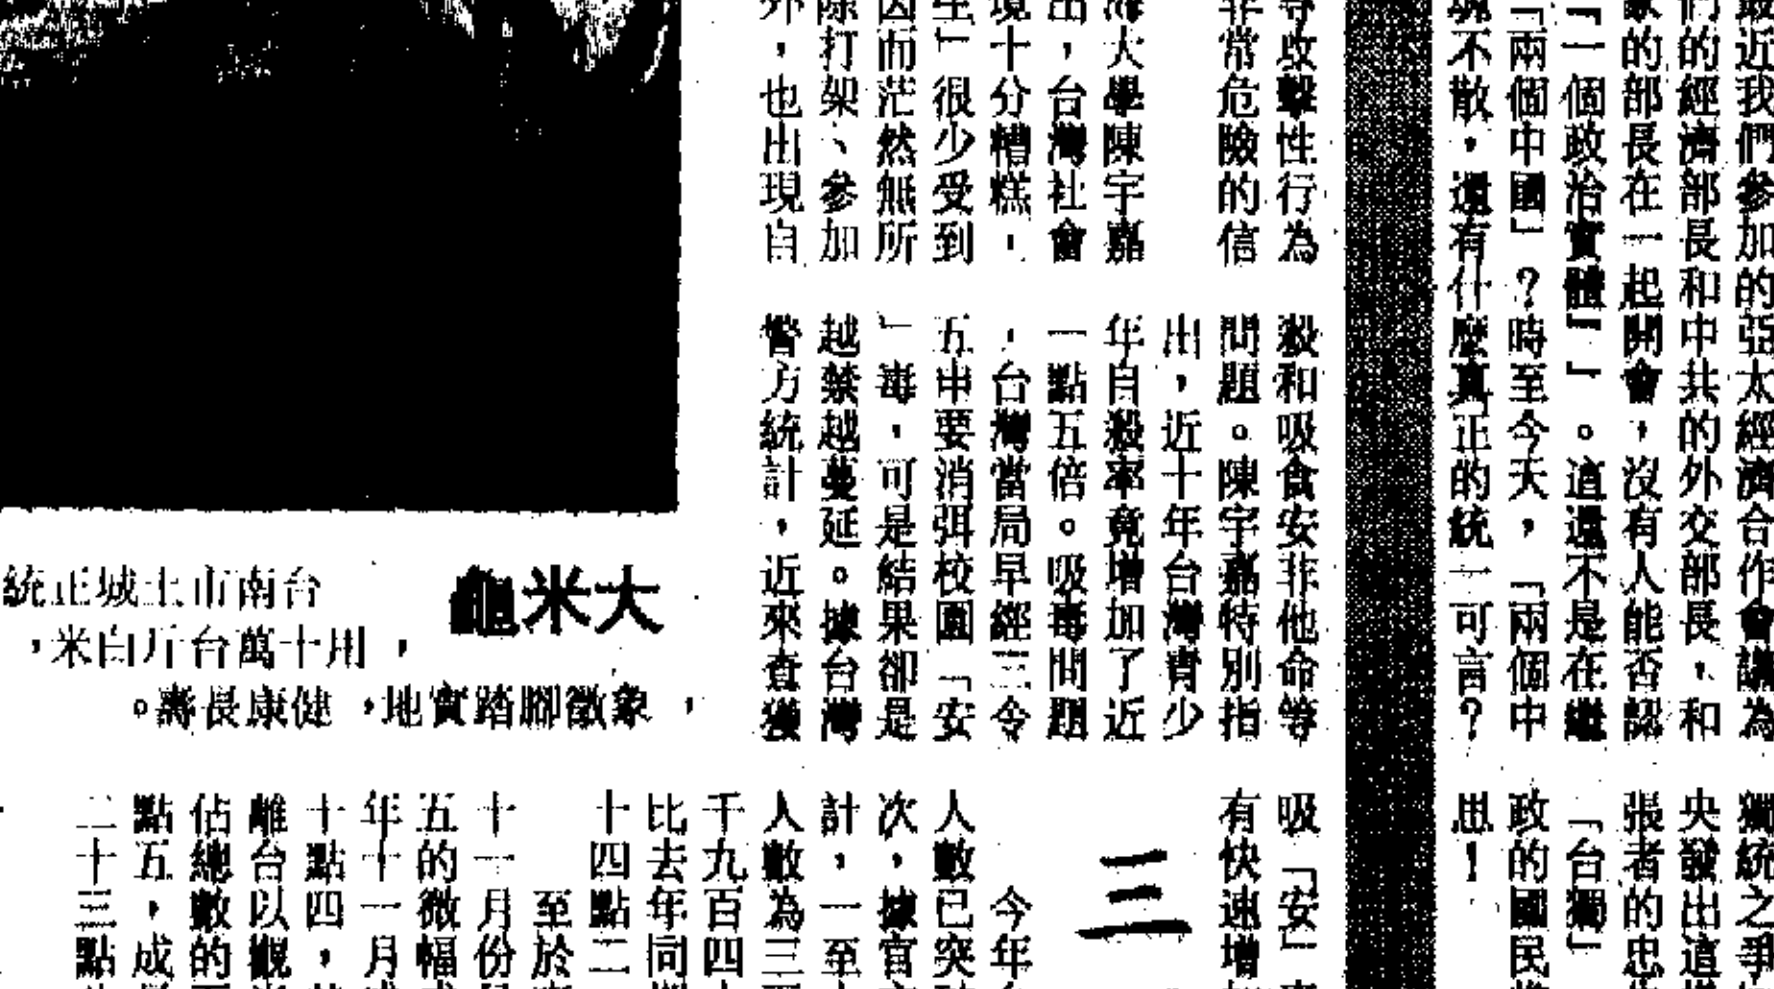 最近我們參加的亞太經濟合作會議為
們的經濟部長和中共的外交部長，和
的部長在一起開會，沒有人能否認
『一個政治實體』」。這還不是在繼
「兩個中國」？時至今天，「兩個中
不散，還有什麼真正的統一可言？
獨統之爭
央發出這
張者的忠
「台獨」
政的國民
思！
等攻擊性行為
非常危險的信
海大學陳宇嘉
出，台灣社會
境十分糟糕，
生」很少受到
因而茫然無所
除打架、參加
外，也出現自
殺和吸食安非他命等
問題。陳宇嘉特別指
出，近十年台灣青少
年自殺率竟增加了近
一點五倍。吸毒問題
，台灣當局早經三令
五申要消弭校園「安
」毒，可是結果卻是
越禁越蔓延。據台灣
警方統計，近來查獲
吸「安」
有快速增
三
今年
人數已突
次，據官
計，一至
人數為三
千九百四
比去年同
十四點二
至於
十一月份
五的微幅
年十一月
十點四，
雖台以觀
佔總數的
點五，成
二十三點
大米龜
台南市土城正統
，用十萬台斤白米，
，象徵腳踏實地，健康長壽。